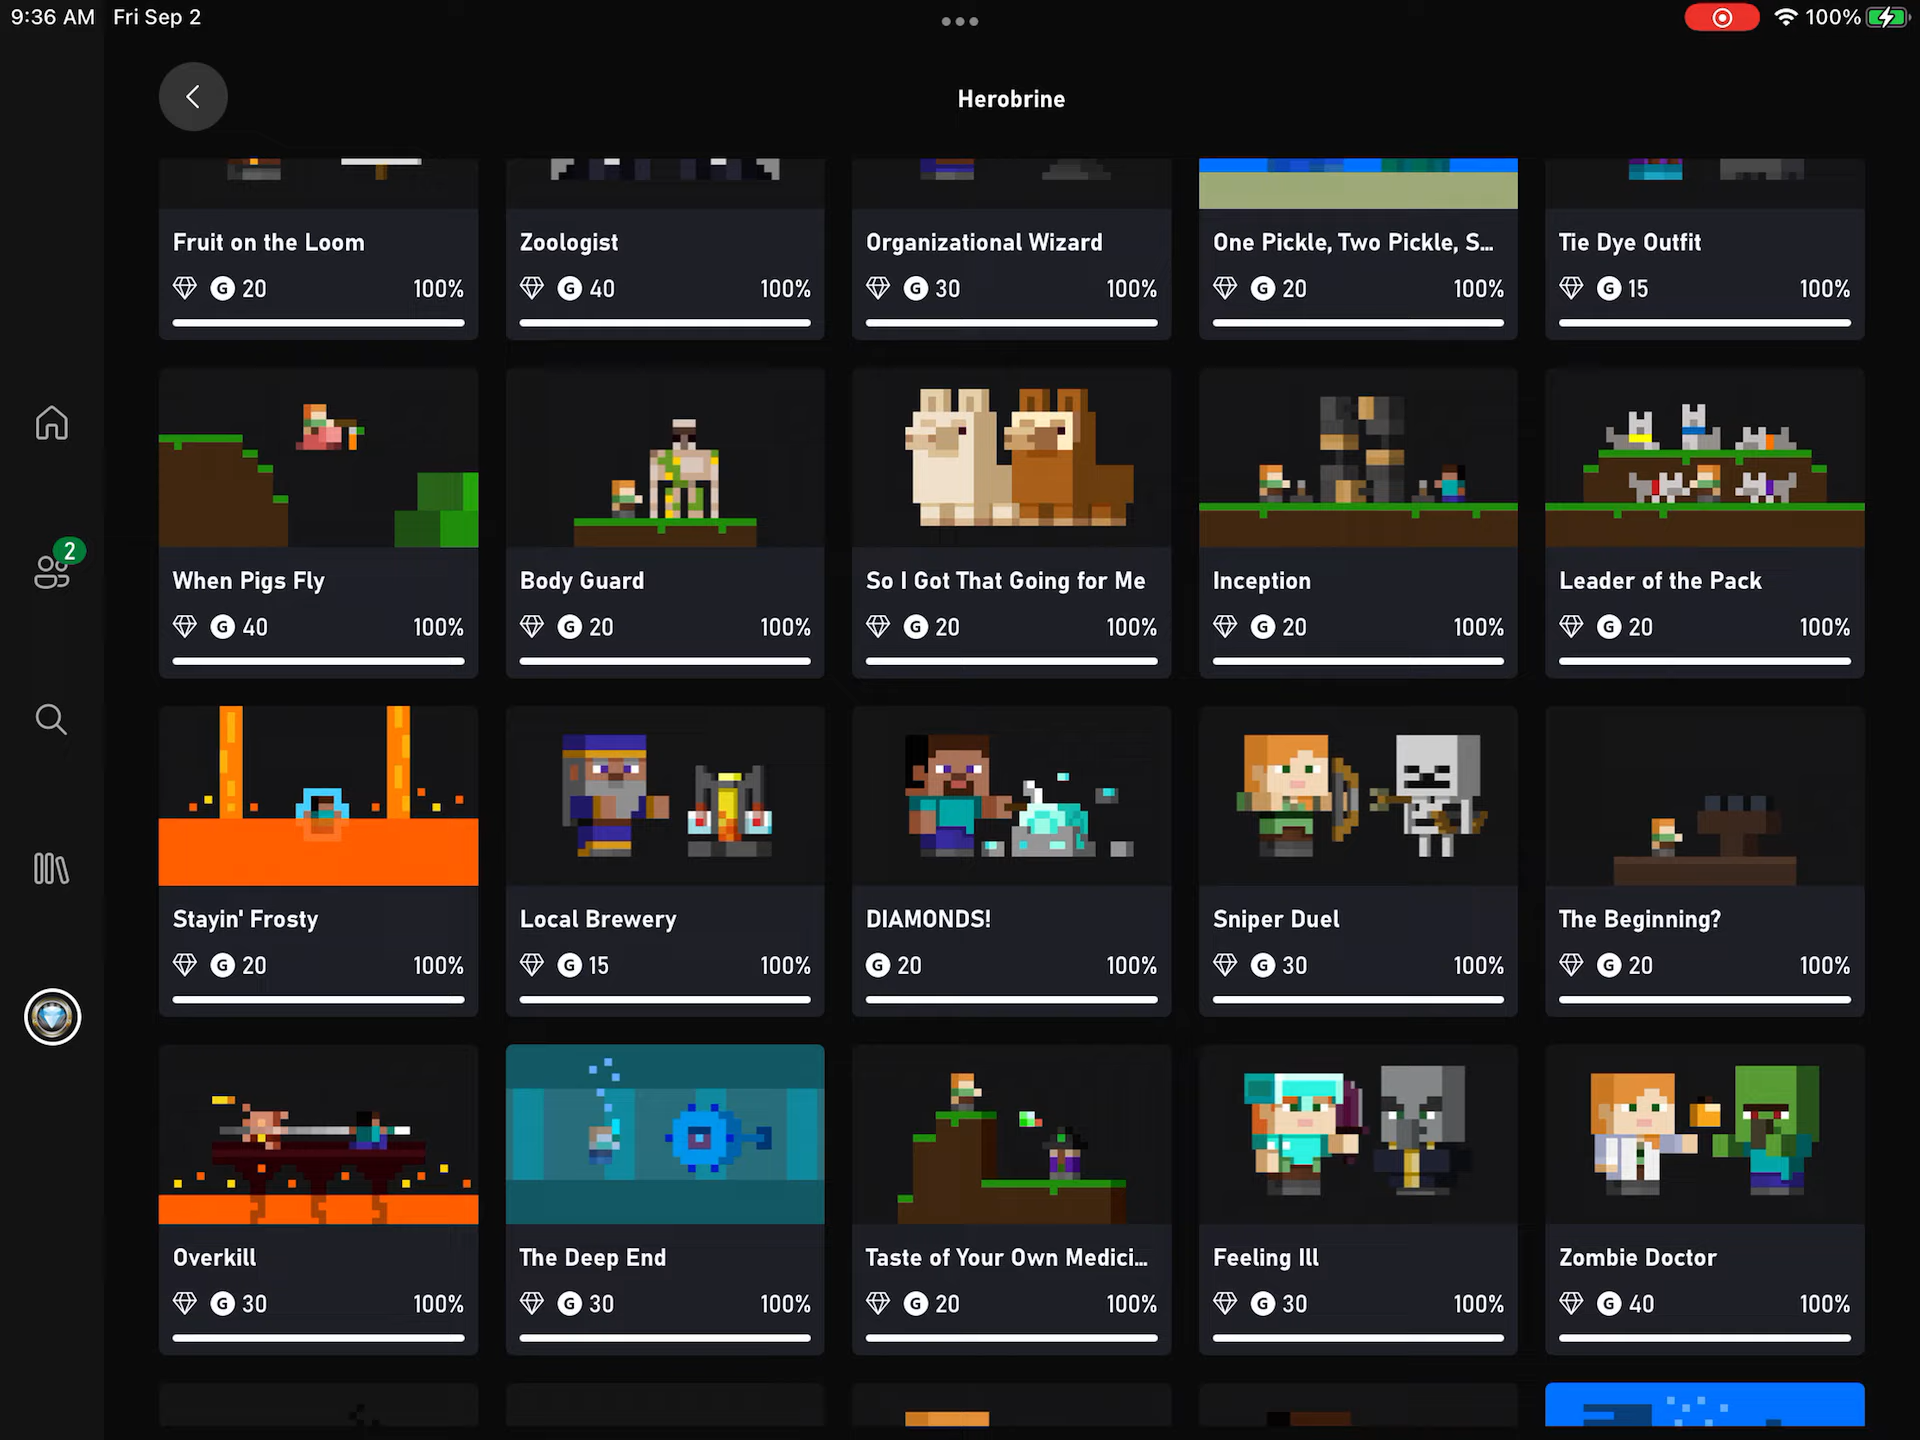 9:36 AM Fri Sep 2
100%
Herobrine
Fruit on the Loom
G 20 100%
Zoologist
G 40 100%
Organizational Wizard
G 30 100%
One Pickle, Two Pickle, S...
G 20 100%
Tie Dye Outfit
G 15 100%
2
When Pigs Fly
G 40 100%
Body Guard
G 20 100%
So I Got That Going for Me
G 20 100%
Inception
G 20 100%
Leader of the Pack
G 20 100%
Stayin' Frosty
G 20 100%
Local Brewery
G 15 100%
DIAMONDS!
G 20 100%
Sniper Duel
G 30 100%
The Beginning?
G 20 100%
Overkill
G 30 100%
The Deep End
G 30 100%
Taste of Your Own Medici...
G 20 100%
Feeling Ill
G 30 100%
Zombie Doctor
G 40 100%